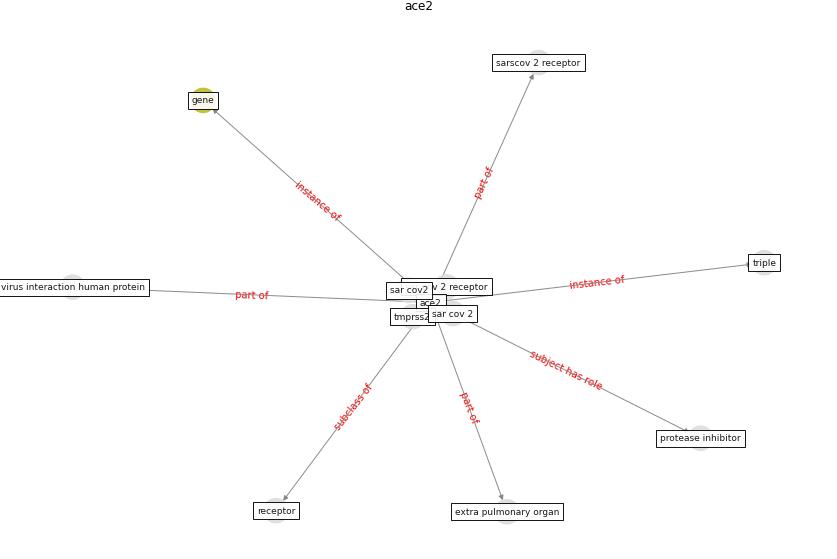 ace2
sarscov 2 receptor
gene
part of
instance of
triple
instance of
virus interaction human protein
part of
v 2 receptor
sar cov2
ace2
tmprss2
sar cov 2
subject has role
subclass of
part of
protease inhibitor
receptor
extra pulmonary organ